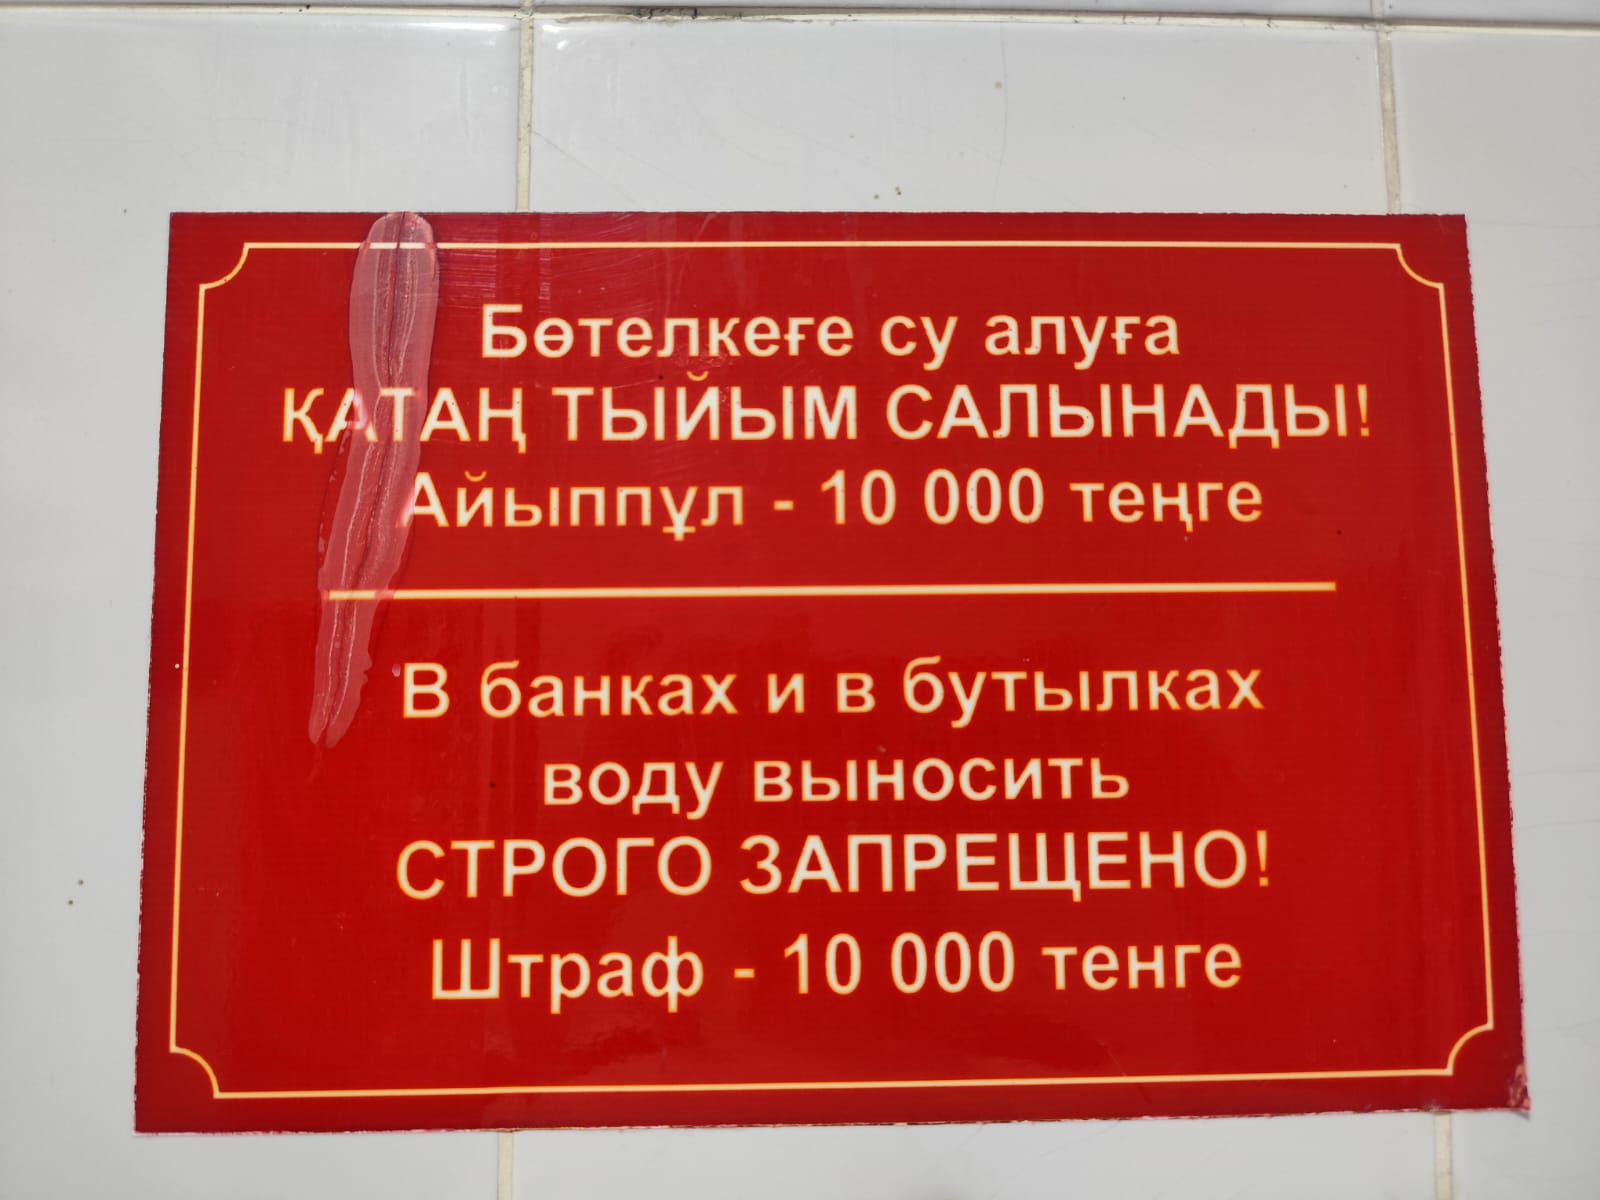 Бөтелкеге су алуға
ҚАТАҢ ТЫЙЫМ САЛЫНАДЫ!
Айыппұл - 10 000 теңге
В банках и в бутылках
воду выносить
СТРОГО ЗАПРЕЩЕНО!
Штраф - 10 000 тенге